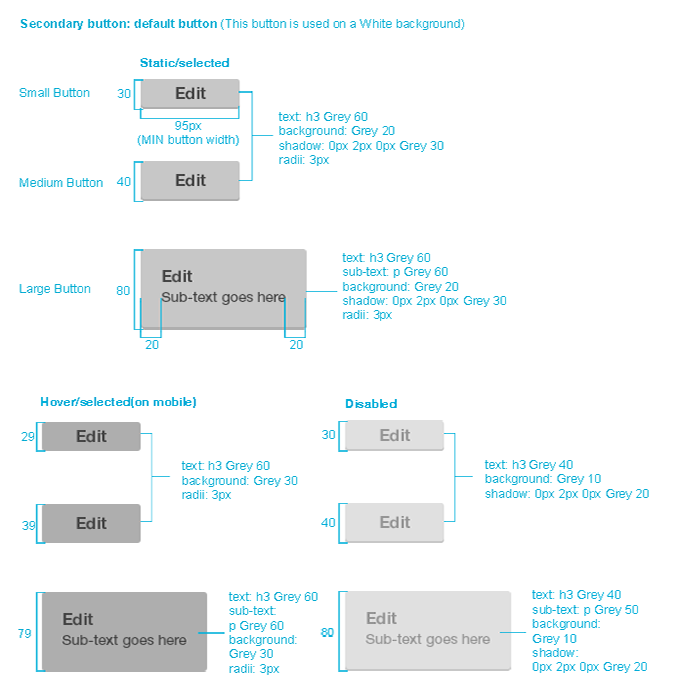 Secondary button: default button (This button is used on a White background)
Static/selected
Small Button
30
Edit
95px
(MIN button width)
text: h3 Grey 60
background: Grey 20
shadow: 0px 2px 0px Grey 30
radii: 3px
Medium Button
40
Edit
Large Button
80
Edit
Sub-text goes here
20
20
text: h3 Grey 60
sub-text: p Grey 60
background: Grey 20
shadow: 0px 2px 0px Grey 30
radii: 3px
Hover/selected(on mobile)
29
Edit
39
Edit
text: h3 Grey 60
background: Grey 30
radii: 3px
79
Edit
Sub-text goes here
text: h3 Grey 60
sub-text:
p Grey 60
background:
Grey 30
radii: 3px
Disabled
30
Edit
40
Edit
text: h3 Grey 40
background: Grey 10
shadow: 0px 2px 0px Grey 20
80
Edit
Sub-text goes here
text: h3 Grey 40
sub-text: p Grey 50
background:
Grey 10
shadow:
0px 2px 0px Grey 20